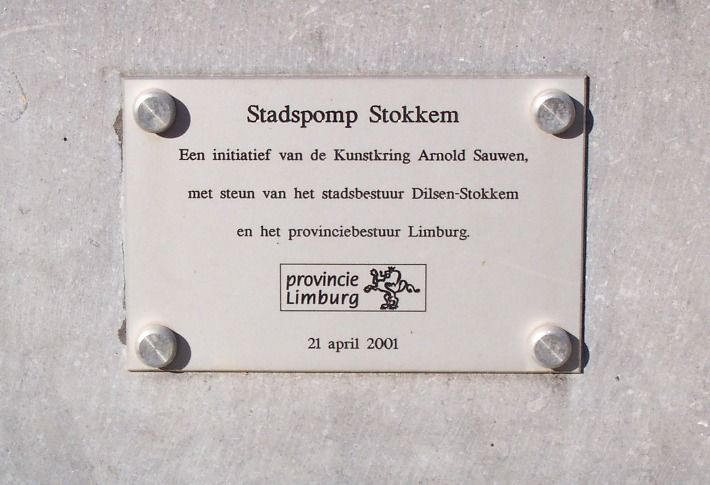 Stadspomp Stokkem
Een initiatief van de Kunstkring Arnold Sauwen,
met steun van het stadsbestuur Dilsen-Stokkem
en het provinciebestuur Limburg.
provincie
Limburg
21 april 2001